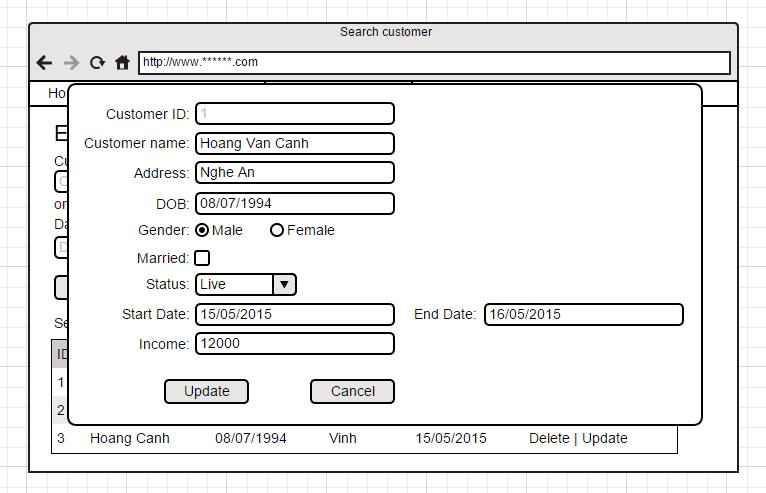 Search customer
http://www.******.com
Ho
Customer ID: 1
Customer name: Hoang Van Canh
Address: Nghe An
DOB: 08/07/1994
Gender: Male Female
Married:
Status: Live
Start Date: 15/05/2015 End Date: 16/05/2015
Income: 12000
Update Cancel
E
Cu
or
Da
D
Se
ID
1
2
3 Hoang Canh 08/07/1994 Vinh 15/05/2015 Delete | Update